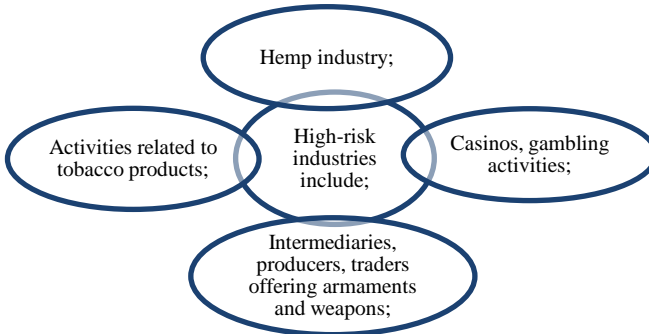 Hemp industry;
Activities related to
tobacco products;
High-risk
industries
include;
Casinos, gambling
activities;
Intermediaries,
producers, traders
offering armaments
and weapons;